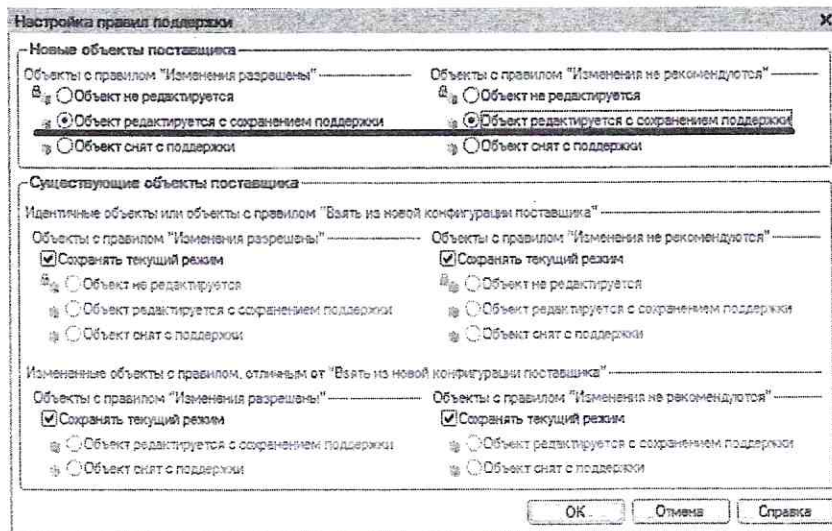 Настройка правил поддержки
Новые объекты поставщика
Объекты с правилом "Изменения разрешены"
Объекты с правилом "Изменения не рекомендуются"
Объект не редактируется
Объект не редактируется
Объект редактируется с сохранением поддержки
Объект редактируется с сохранением поддержки
Объект снят с поддержки
Объект снят с поддержки
Существующие объекты поставщика
Идентичные объекты или объекты с правилом "Взять из новой конфигурации поставщика"
Объекты с правилом "Изменения разрешены"
Объекты с правилом "Изменения не рекомендуются"
Сохранять текущий режим
Сохранять текущий режим
Объект не редактируется
Объект не редактируется
Объект редактируется с сохранением поддержки
Объект редактируется с сохранением поддержки
Объект снят с поддержки
Объект снят с поддержки
Измененные объекты с правилом, отличным от "Взять из новой конфигурации поставщика"
Объекты с правилом "Изменения разрешены"
Объекты с правилом "Изменения не рекомендуются"
Сохранять текущий режим
Сохранять текущий режим
Объект редактируется с сохранением поддержки
Объект редактируется с сохранением поддержки
Объект снят с поддержки
Объект снят с поддержки
ОК
Отмена
Справка